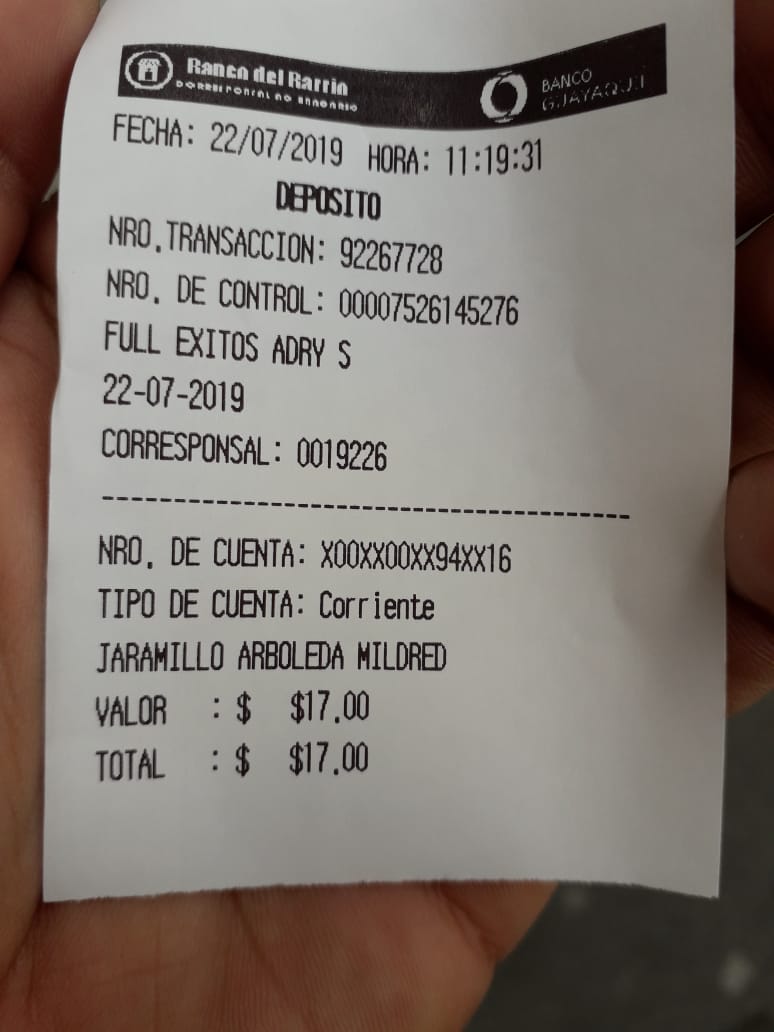 Banco del Barrio
CORRESPONSAL NO BANCARIO
BANCO
GUAYAQUIL
FECHA: 22/07/2019 HORA: 11:19:31
DEPOSITO
NRO.TRANSACCION: 92267728
NRO. DE CONTROL: 00007526145276
FULL EXITOS ADRY S
22-07-2019
CORRESPONSAL: 0019226
--------------------------------------------
NRO. DE CUENTA: X00XX00XX94XX16
TIPO DE CUENTA: Corriente
JARAMILLO ARBOLEDA MILDRED
VALOR : $ $17.00
TOTAL : $ $17.00